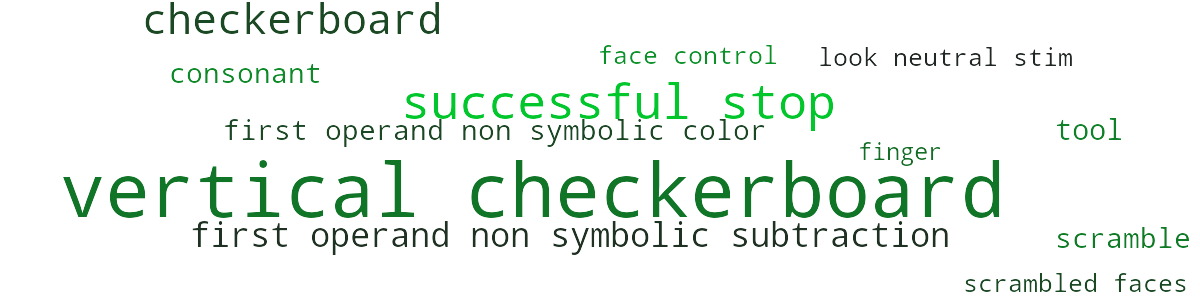 checkerboard
face control
look neutral stim
consonant
successful stop
first operand non symbolic color
tool
finger
vertical checkerboard
first operand non symbolic subtraction
scramble
scrambled faces